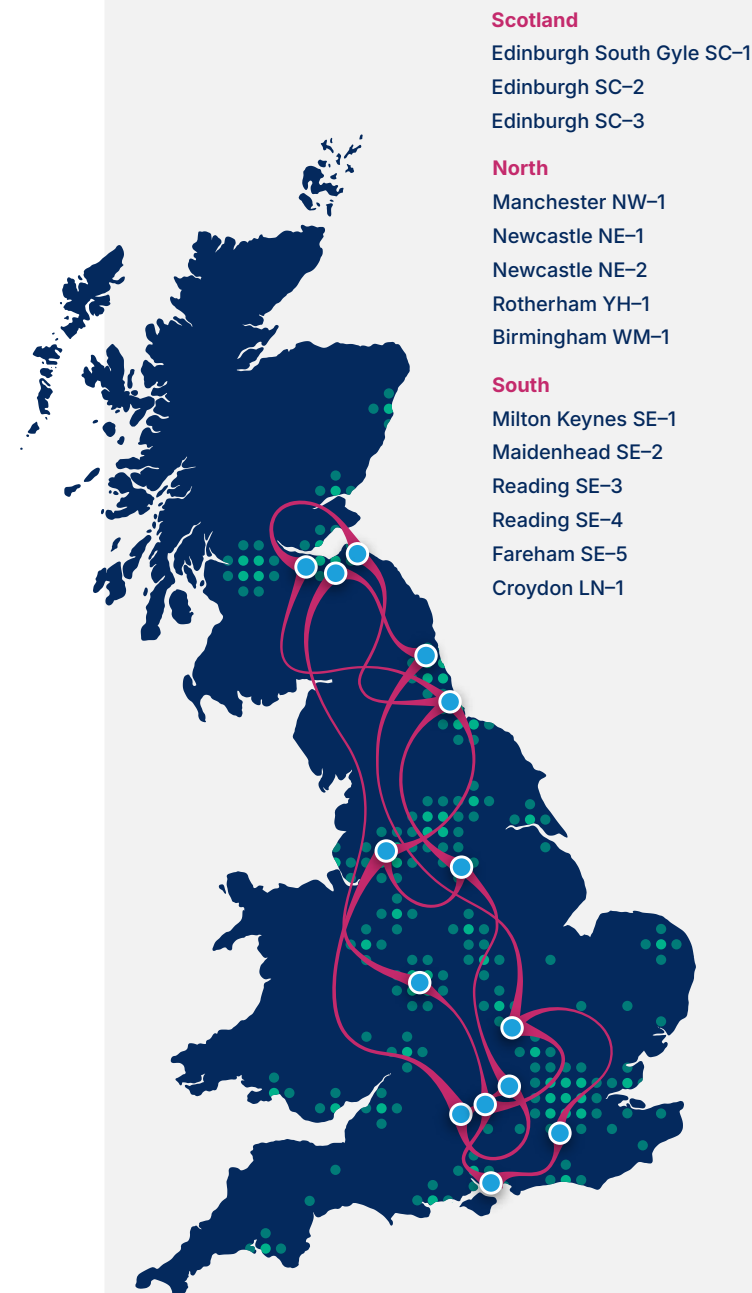 Scotland
Edinburgh South Gyle SC–1
Edinburgh SC–2
Edinburgh SC–3
North
Manchester NW–1
Newcastle NE–1
Newcastle NE–2
Rotherham YH–1
Birmingham WM–1
South
Milton Keynes SE–1
Maidenhead SE–2
Reading SE–3
Reading SE–4
Fareham SE–5
Croydon LN–1